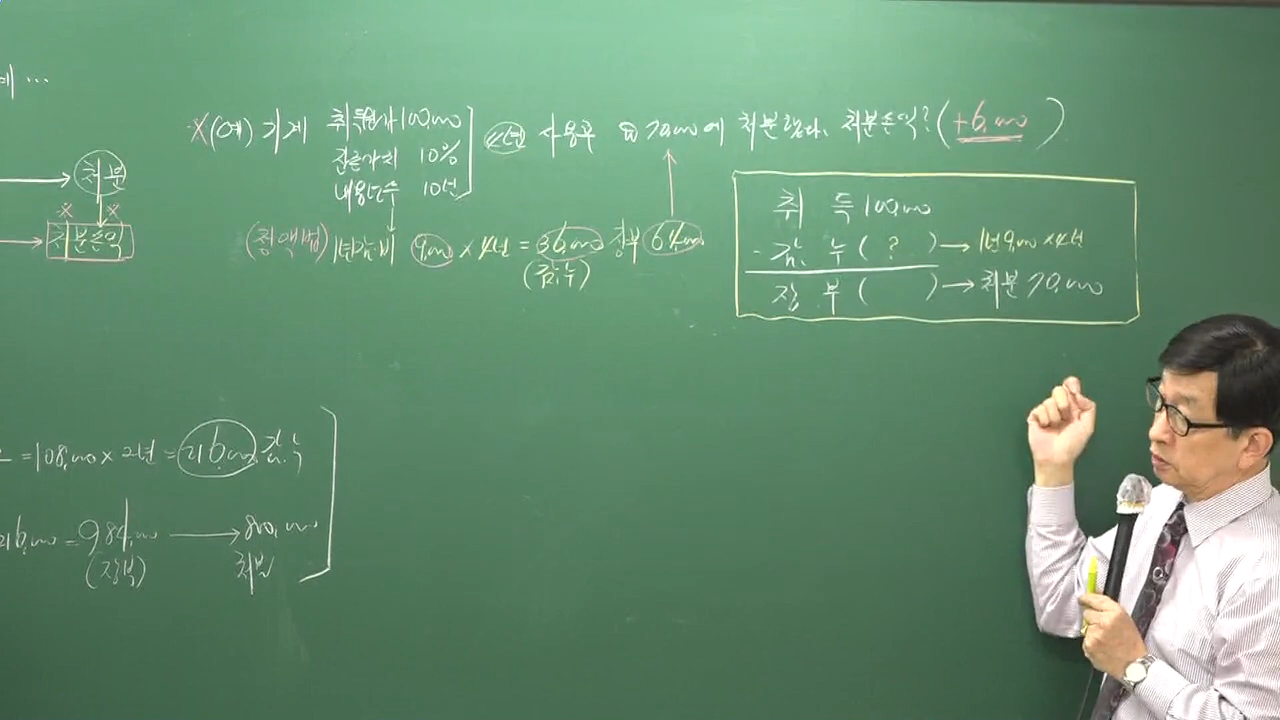 예 …
※(예) 기계 취득원가 100,000 4년 사용후 ₩70,000에 처분했다. 처분손익? (+6,000)
잔존가치 10%
내용년수 10년
처분
※ ※
처분손익
(정액법) 1년감.비 9,000 × 4년 = 36,000 장부 64,000
(감.누)
취 득 100,000
- 감. 누 ( ? ) → 1년 9,000 × 4년
장 부 ( ) → 처분 70,000
= 108,000 × 2년 = 216,000 감.누
216,000 = 984,000 → 800,000
(장부) 처분